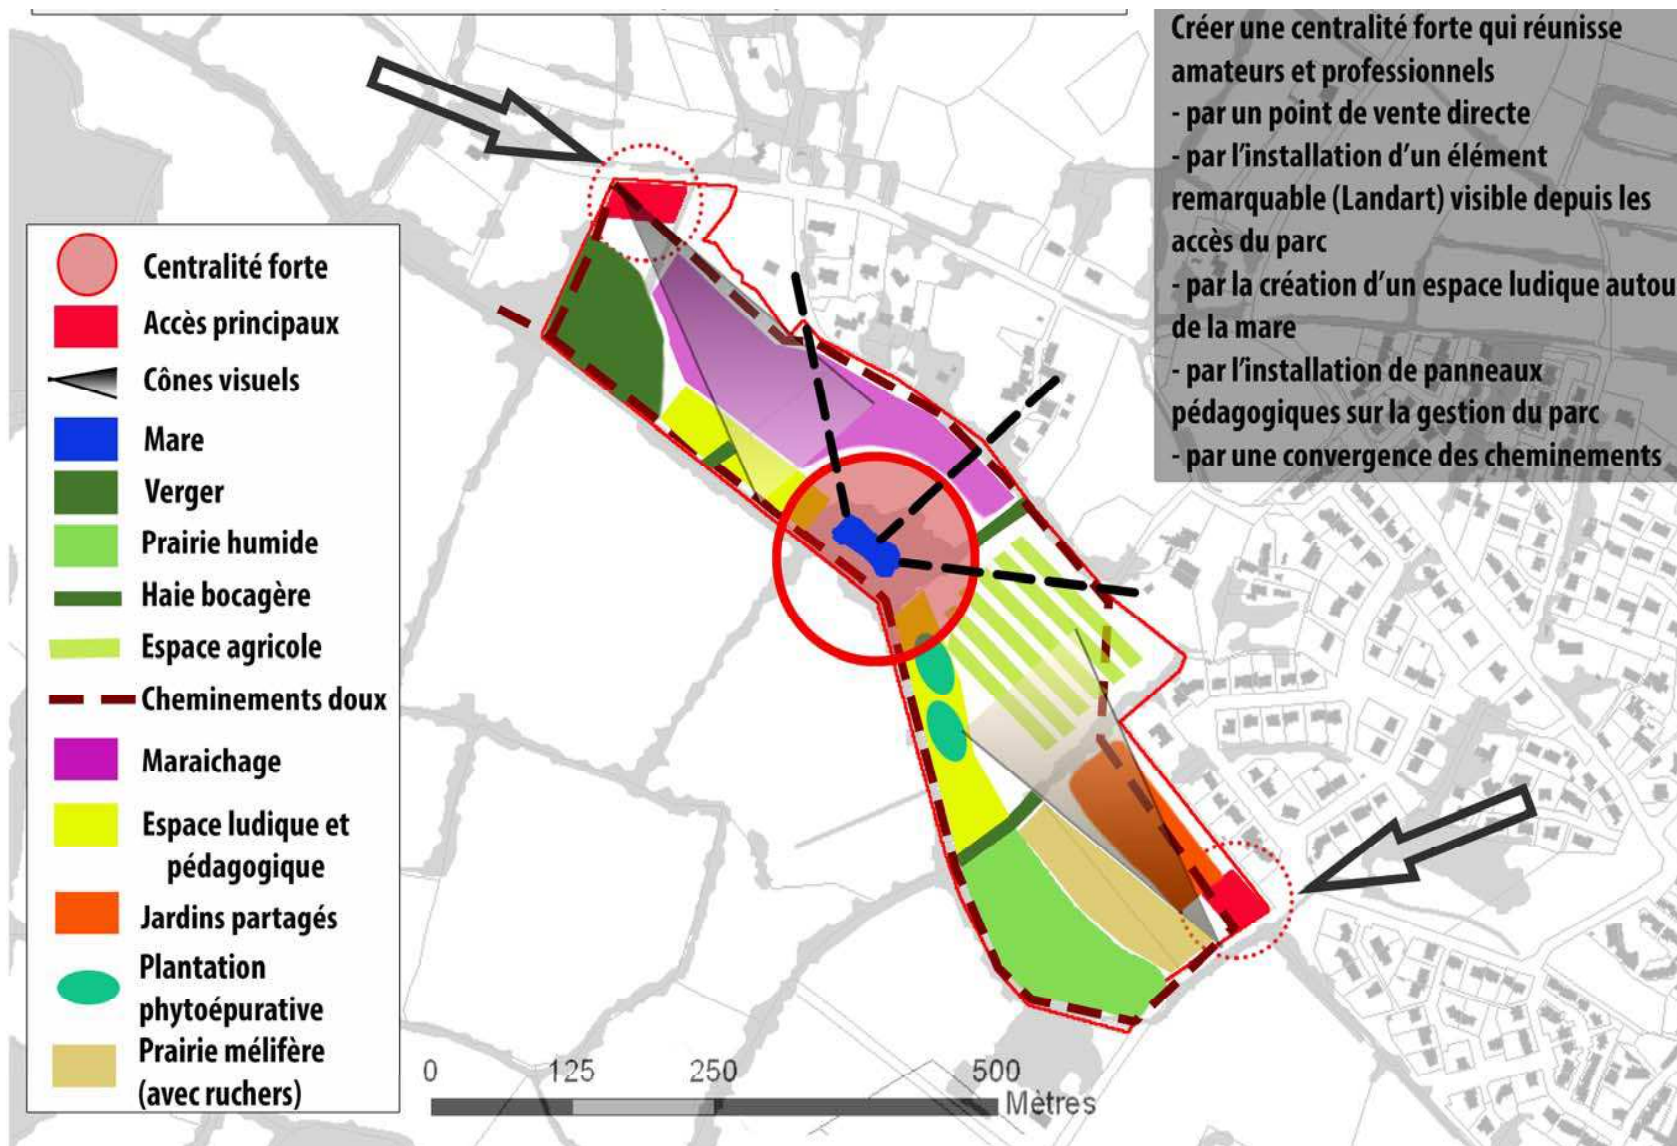 Créer une centralité forte qui réunisse
amateurs et professionnels
- par un point de vente directe
- par l'installation d'un élément
remarquable (Landart) visible depuis les
accès du parc
- par la création d'un espace ludique autou
de la mare
- par l'installation de panneaux
pédagogiques sur la gestion du parc
- par une convergence des cheminements
Centralité forte
Accès principaux
Cônes visuels
Mare
Verger
Prairie humide
Haie bocagère
Espace agricole
Cheminements doux
Maraichage
Espace ludique et
pédagogique
Jardins partagés
Plantation
phytoépurative
Prairie mélifère
(avec ruchers)
0 125 250 500
Mètres